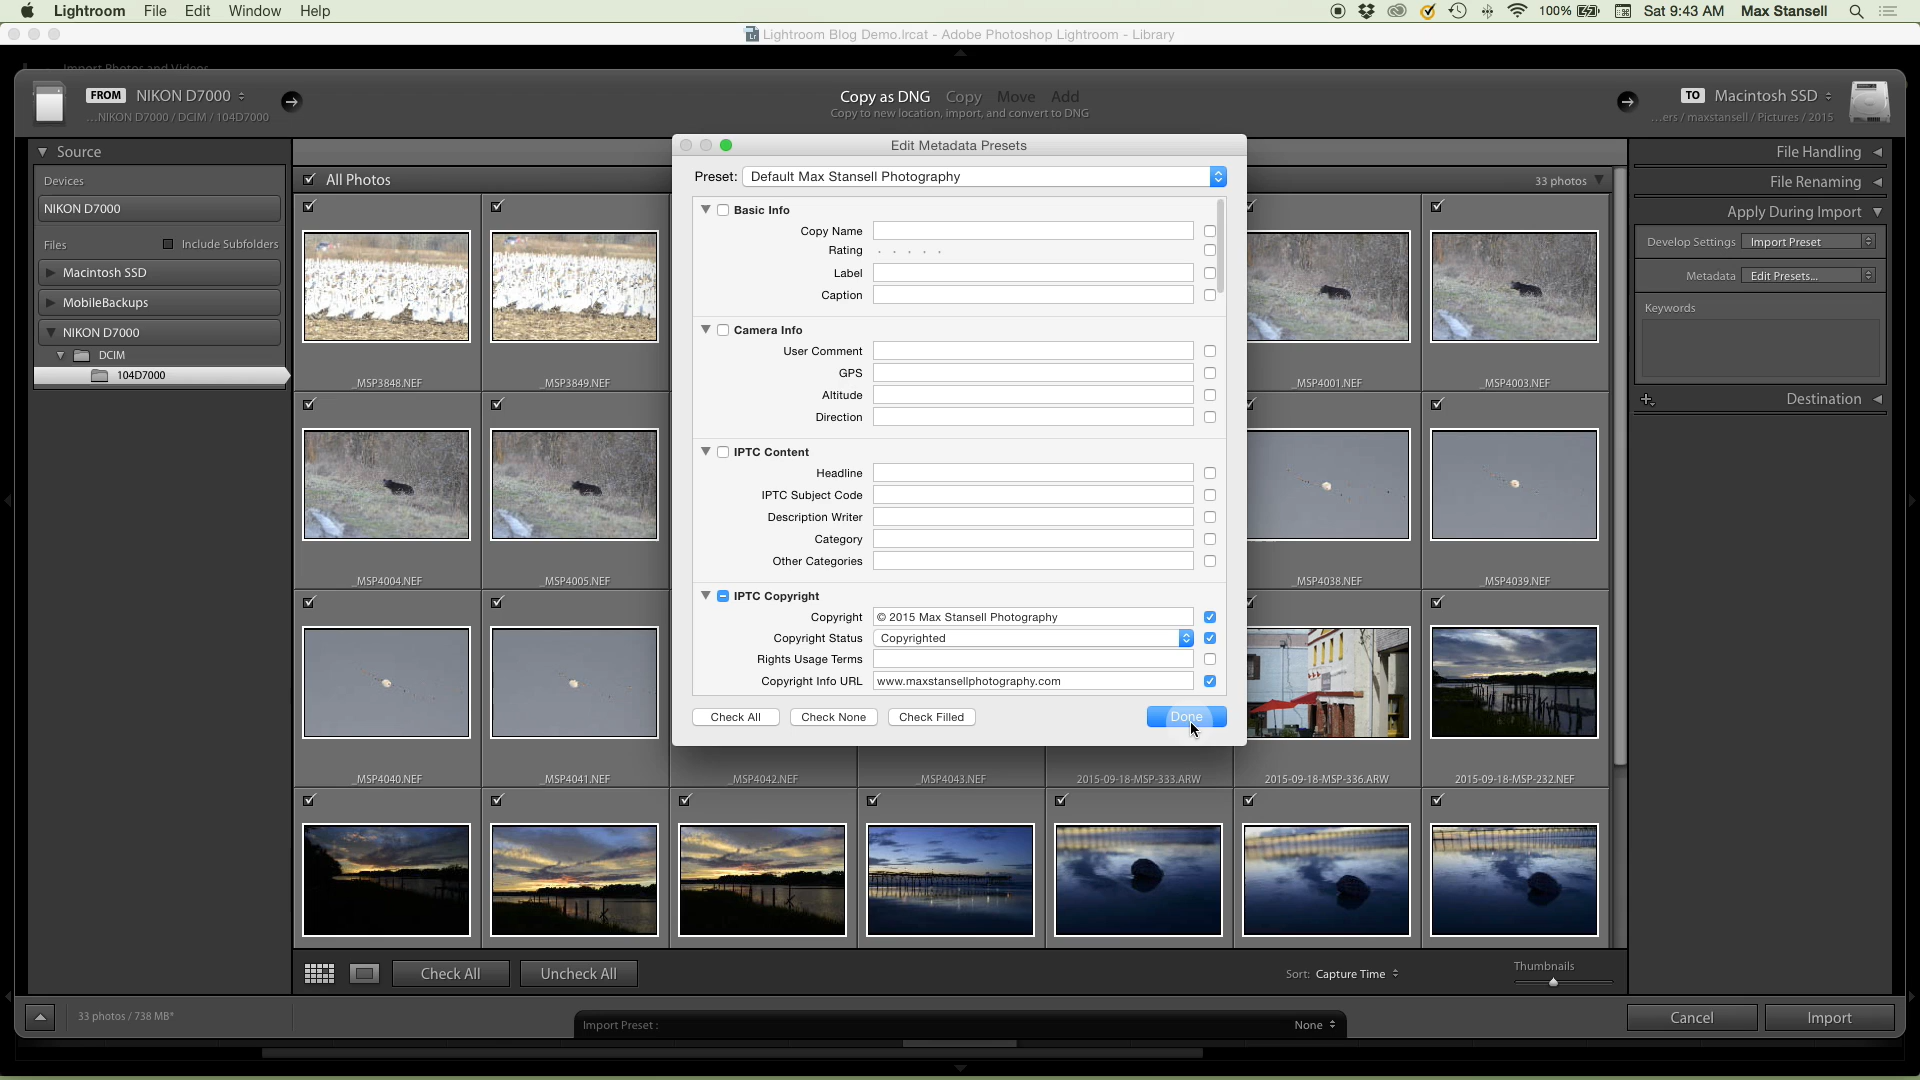 Lightroom File Edit Window Help 100% Sat 9:43 AM Max Stansell
Lightroom Blog Demo.lrcat - Adobe Photoshop Lightroom - Library
Import Photos and Videos
FROM NIKON D7000
...NIKON D7000 / DCIM / 104D7000
Copy as DNG Copy Move Add
Copy to new location, import, and convert to DNG
TO Macintosh SSD
...ers / maxstansell / Pictures / 2015
Source
Devices
NIKON D7000
Files Include Subfolders
Macintosh SSD
MobileBackups
NIKON D7000
DCIM
104D7000
All Photos
33 photos
Edit Metadata Presets
Preset: Default Max Stansell Photography
Basic Info
Copy Name
Rating
Label
Caption
Camera Info
User Comment
GPS
Altitude
Direction
IPTC Content
Headline
IPTC Subject Code
Description Writer
Category
Other Categories
IPTC Copyright
Copyright © 2015 Max Stansell Photography
Copyright Status Copyrighted
Rights Usage Terms
Copyright Info URL www.maxstansellphotography.com
Check All Check None Check Filled Done
_MSP3848.NEF _MSP3849.NEF _MSP4001.NEF _MSP4003.NEF
_MSP4004.NEF _MSP4005.NEF _MSP4038.NEF _MSP4039.NEF
_MSP4040.NEF _MSP4041.NEF _MSP4042.NEF _MSP4043.NEF 2015-09-18-MSP-333.ARW 2015-09-18-MSP-336.ARW 2015-09-18-MSP-232.NEF
File Handling
File Renaming
Apply During Import
Develop Settings Import Preset
Metadata Edit Presets...
Keywords
Destination
Check All Uncheck All
Sort: Capture Time
Thumbnails
33 photos / 738 MB*
Import Preset : None
Cancel Import